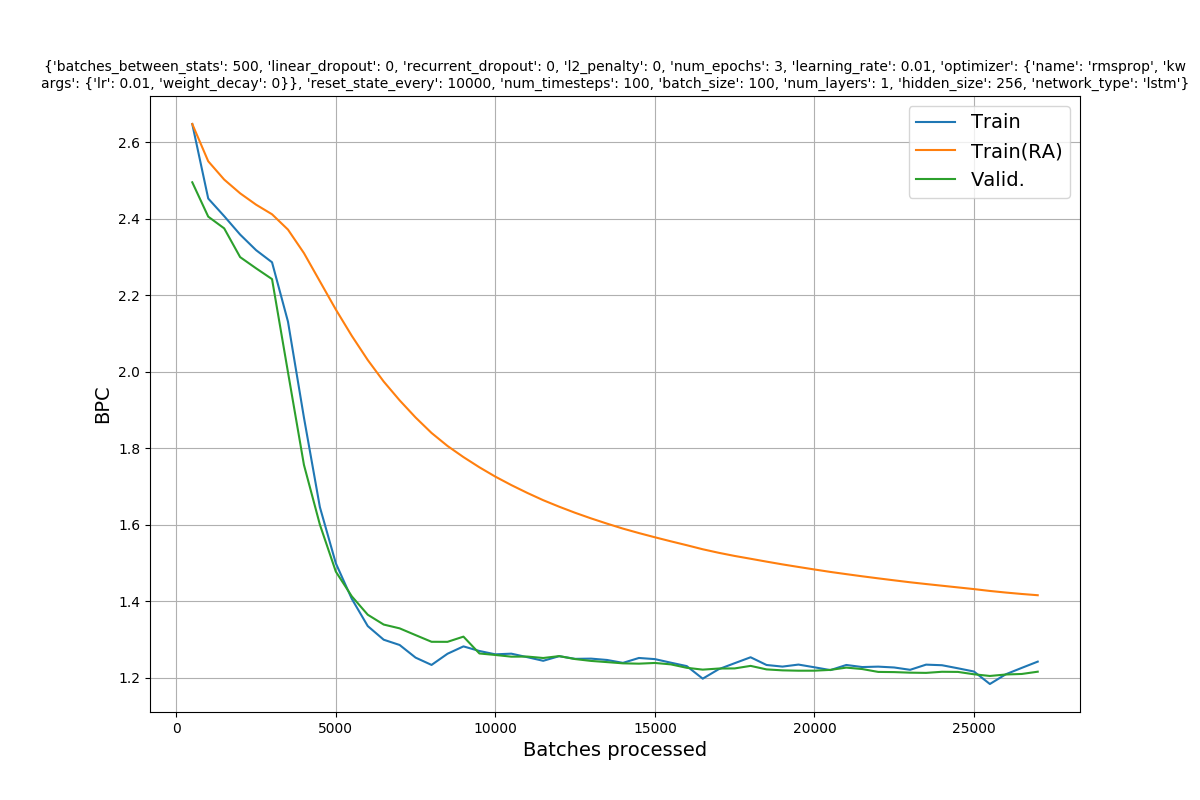 {'batches_between_stats': 500, 'linear_dropout': 0, 'recurrent_dropout': 0, 'l2_penalty': 0, 'num_epochs': 3, 'learning_rate': 0.01, 'optimizer': {'name': 'rmsprop', 'kw
args': {'lr': 0.01, 'weight_decay': 0}}, 'reset_state_every': 10000, 'num_timesteps': 100, 'batch_size': 100, 'num_layers': 1, 'hidden_size': 256, 'network_type': 'lstm'}
Train
Train(RA)
Valid.
2.6
2.4
2.2
2.0
1.8
1.6
1.4
1.2
BPC
0 5000 10000 15000 20000 25000
Batches processed